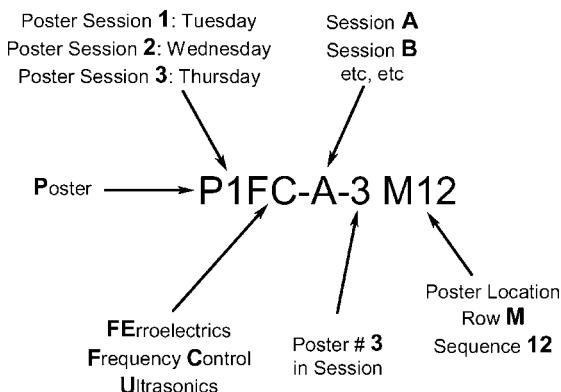 Poster Session 1: Tuesday
Poster Session 2: Wednesday
Poster Session 3: Thursday
Session A
Session B
etc, etc
Poster
P1FC-A-3 M12
FErroelectrics
Frequency Control
Ultrasonics
Poster # 3
in Session
Poster Location
Row M
Sequence 12